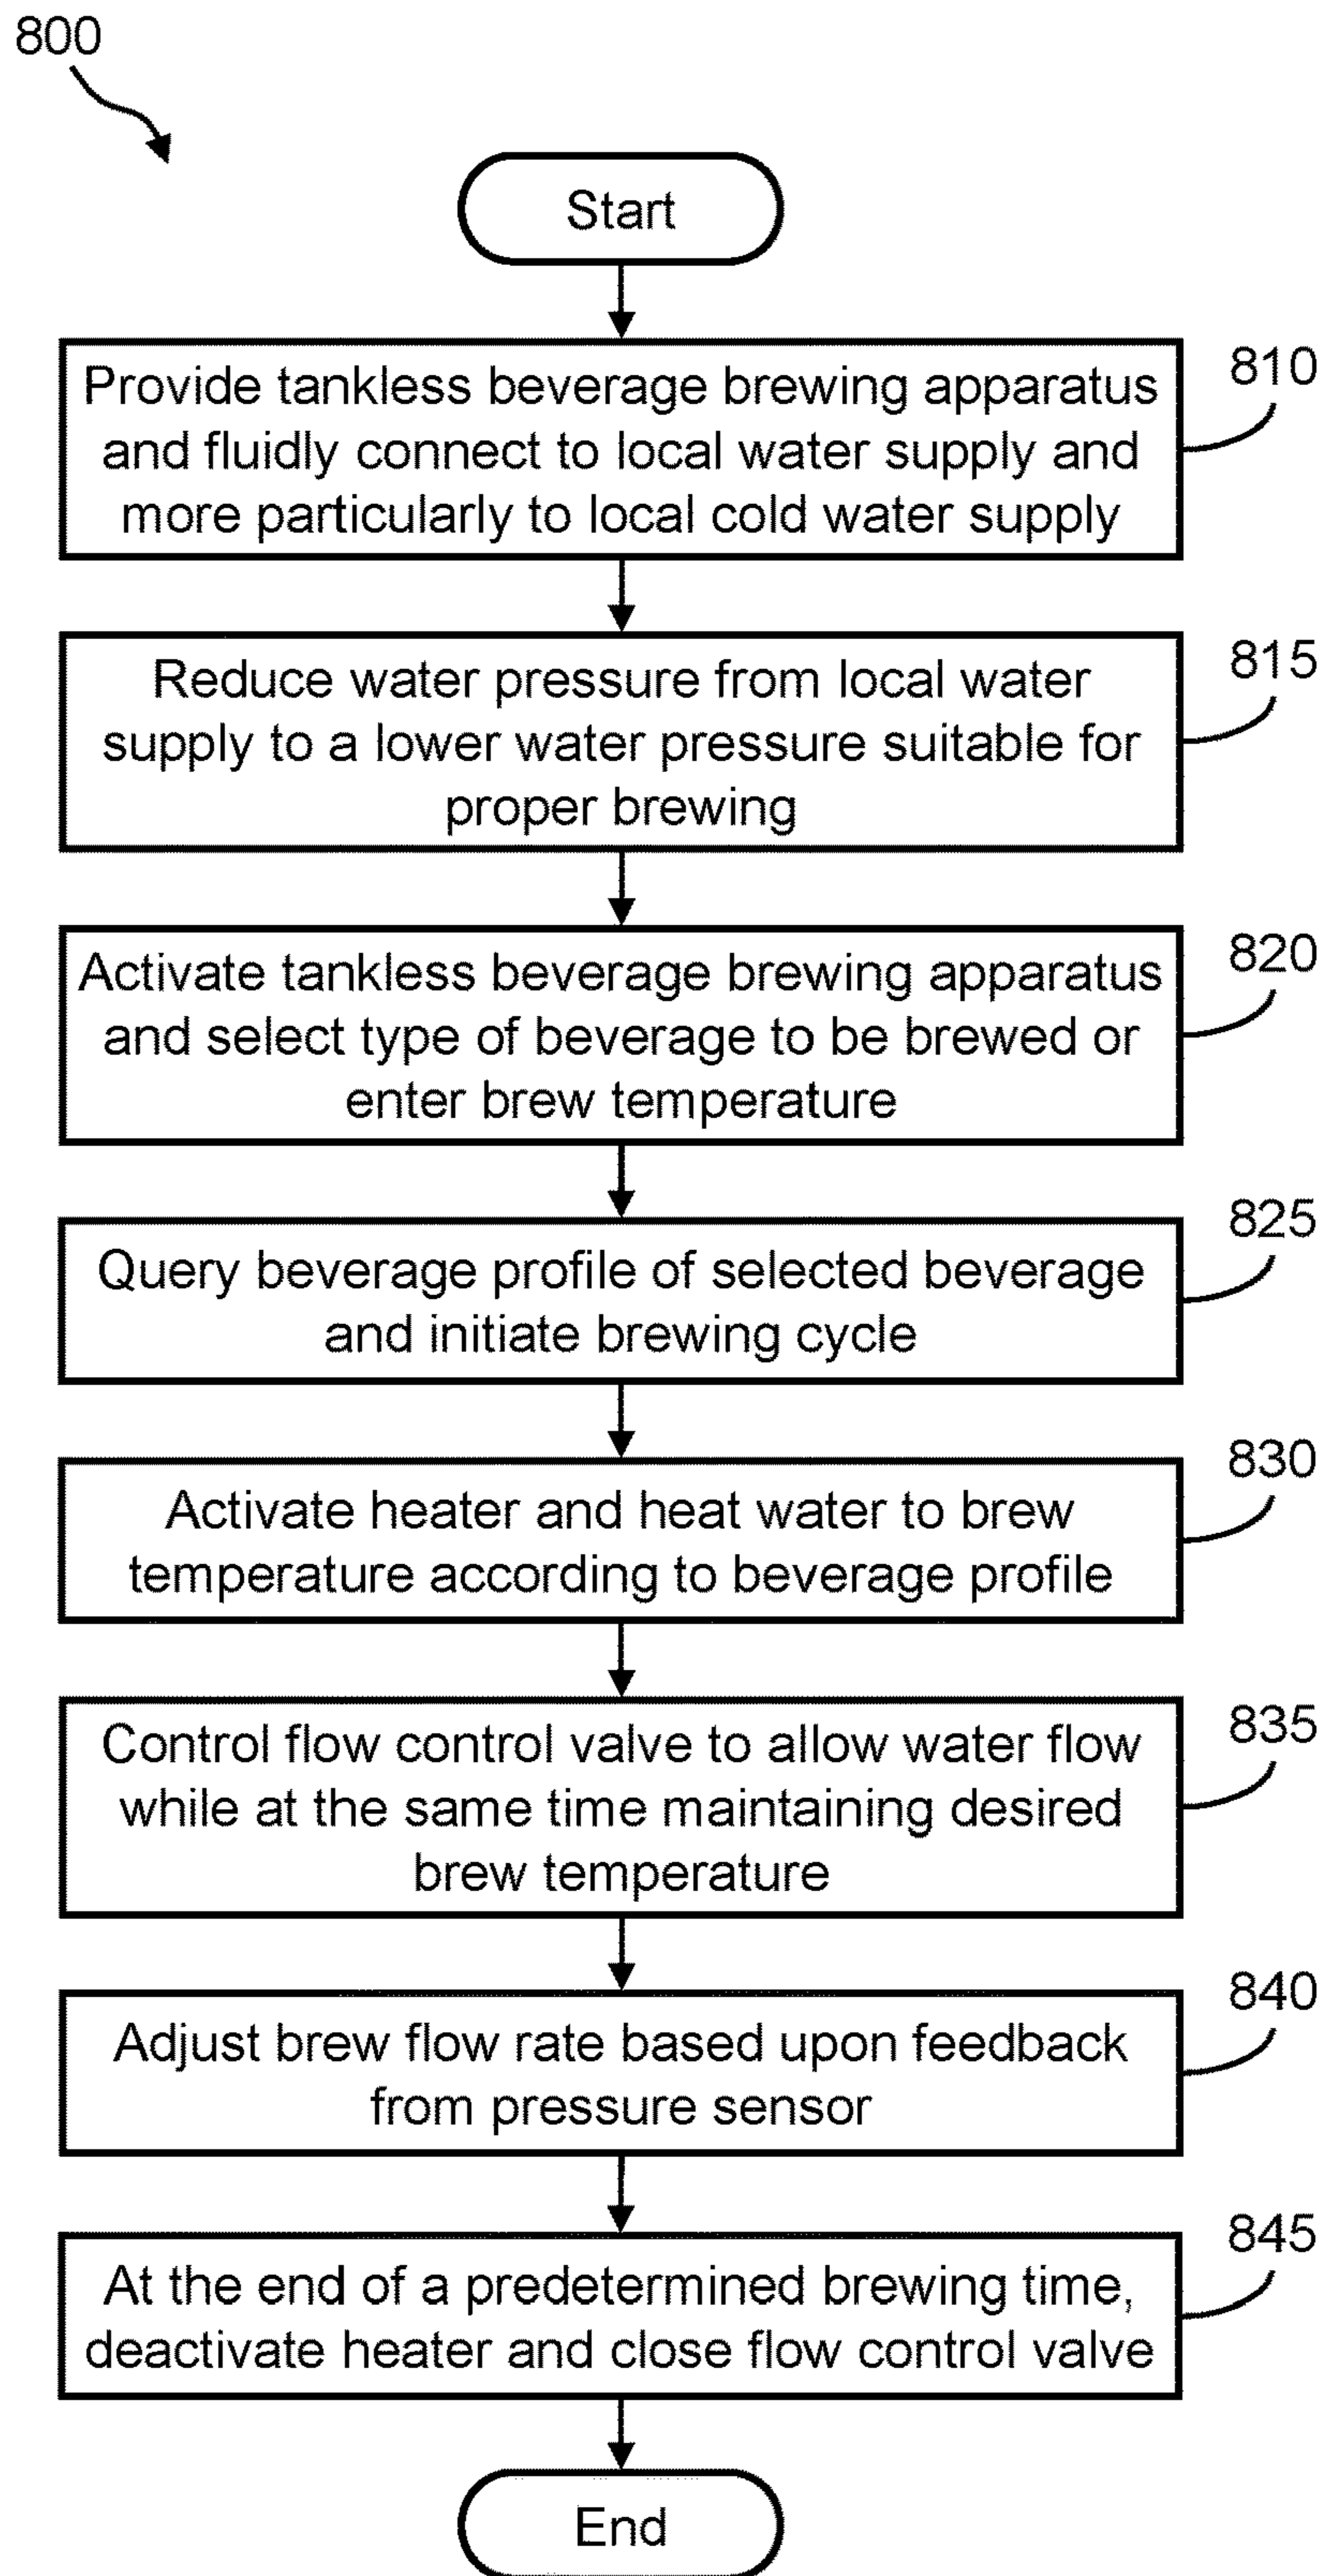 800
Start
Provide tankless beverage brewing apparatus
and fluidly connect to local water supply and
more particularly to local cold water supply
810
Reduce water pressure from local water
supply to a lower water pressure suitable for
proper brewing
815
Activate tankless beverage brewing apparatus
and select type of beverage to be brewed or
enter brew temperature
820
Query beverage profile of selected beverage
and initiate brewing cycle
825
Activate heater and heat water to brew
temperature according to beverage profile
830
Control flow control valve to allow water flow
while at the same time maintaining desired
brew temperature
835
Adjust brew flow rate based upon feedback
from pressure sensor
840
At the end of a predetermined brewing time,
deactivate heater and close flow control valve
845
End